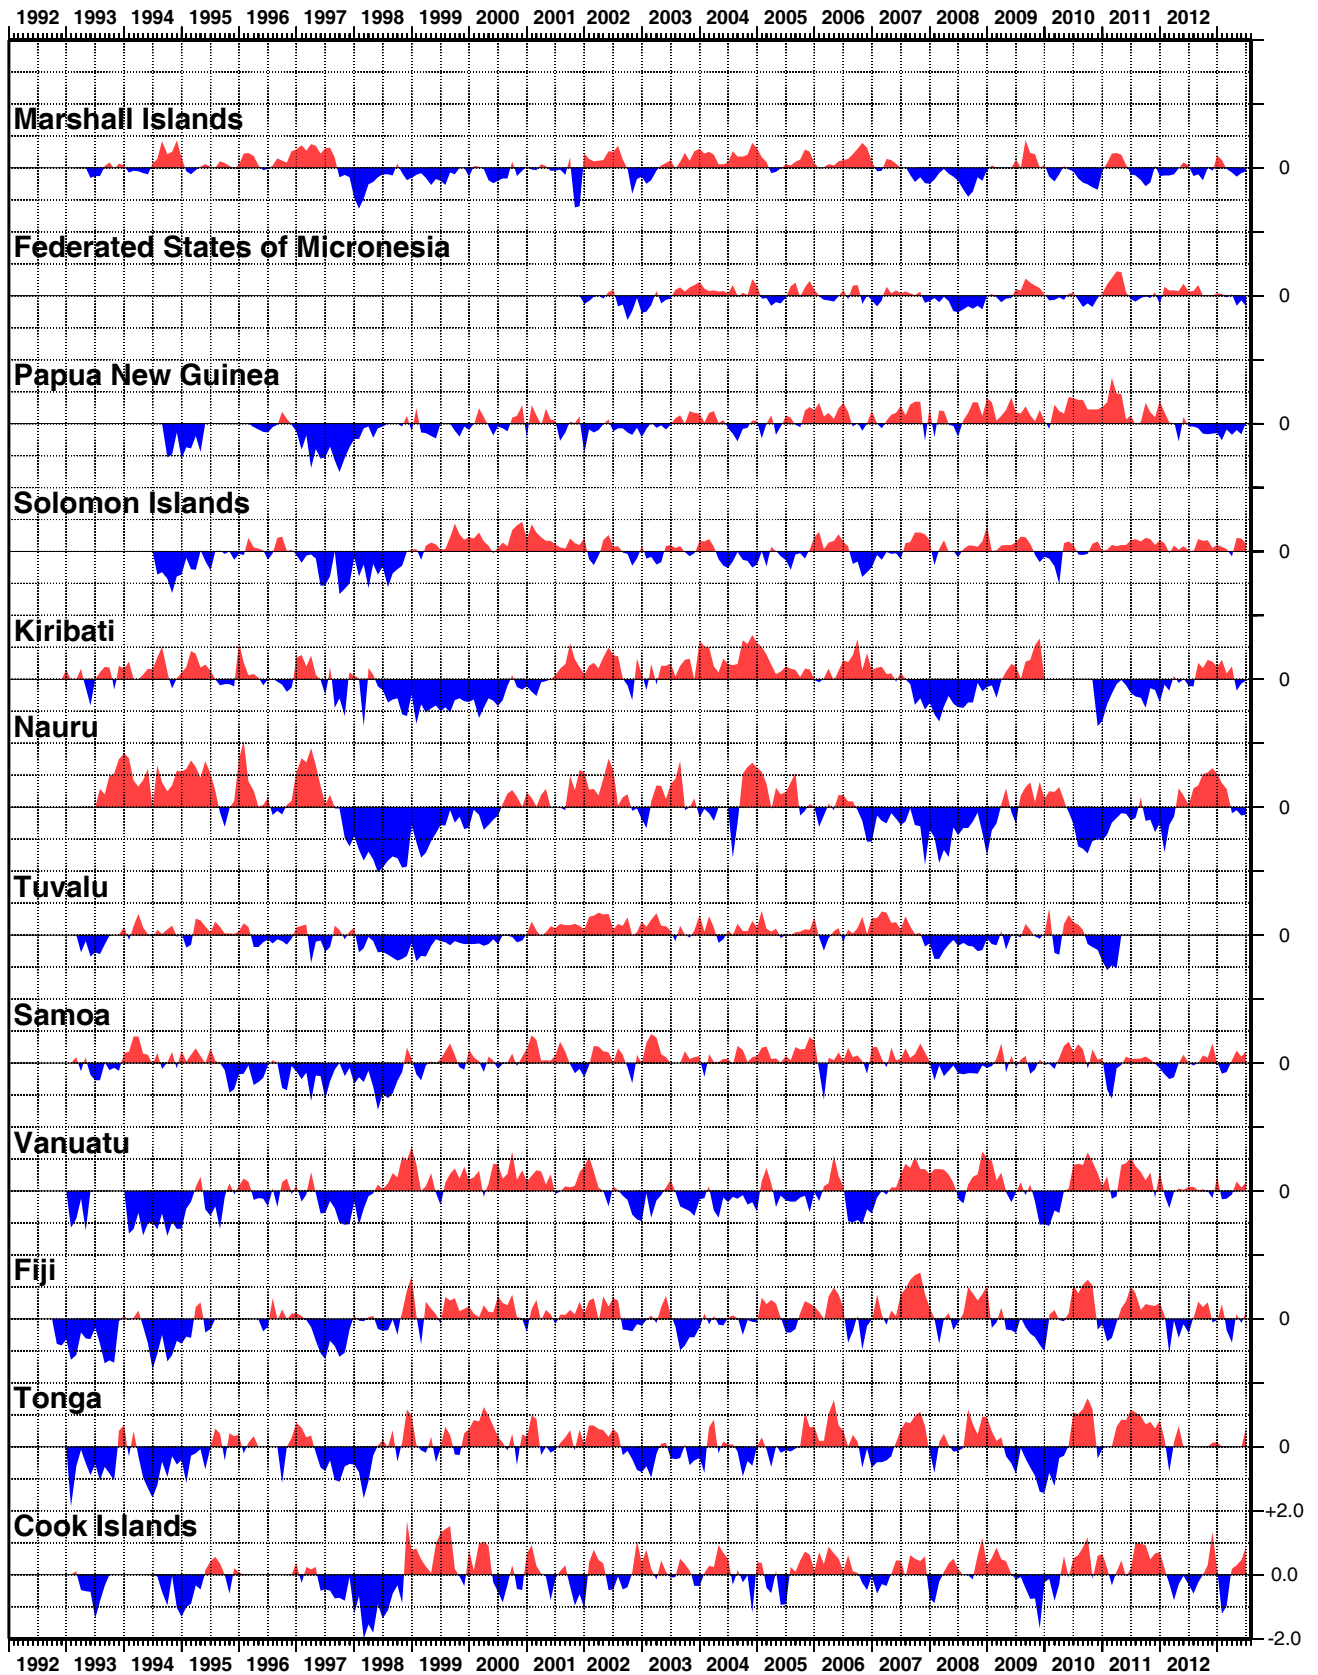 1992 1993 1994 1995 1996 1997 1998 1999 2000 2001 2002 2003 2004 2005 2006 2007 2008 2009 2010 2011 2012
Marshall Islands
0
Federated States of Micronesia
0
Papua New Guinea
0
Solomon Islands
0
Kiribati
0
Nauru
0
Tuvalu
0
Samoa
0
Vanuatu
0
Fiji
0
Tonga
0
+2.0
Cook Islands
0.0
-2.0
1992 1993 1994 1995 1996 1997 1998 1999 2000 2001 2002 2003 2004 2005 2006 2007 2008 2009 2010 2011 2012